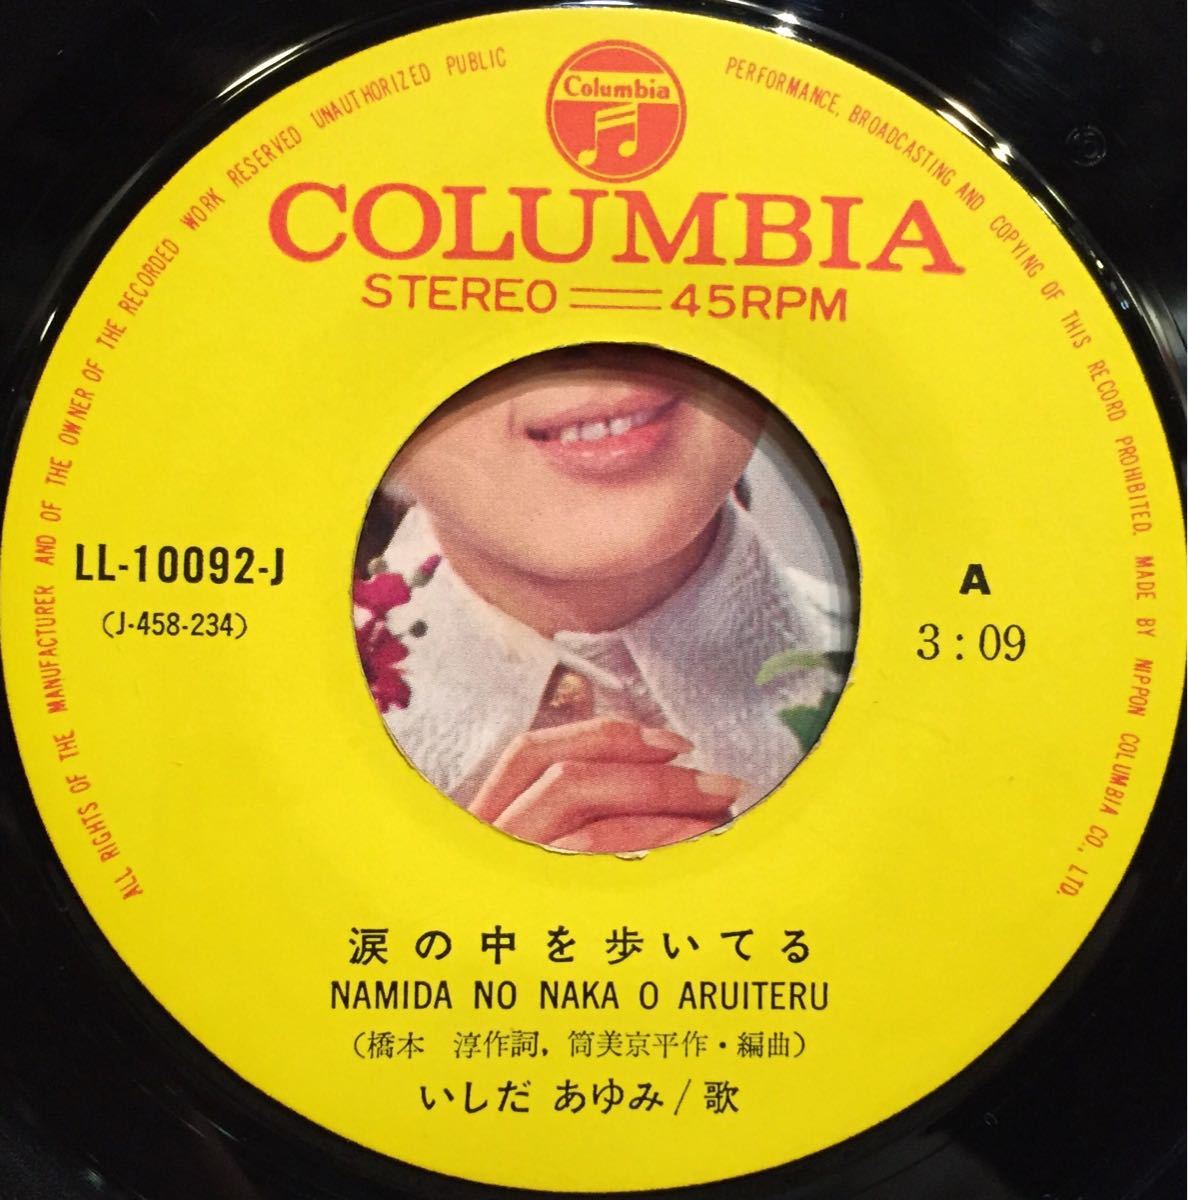 ALL RIGHTS OF THE MANUFACTURER AND OF THE OWNER OF THE RECORDED WORK RESERVED UNAUTHORIZED PUBLIC PERFORMANCE, BROADCASTING AND COPYING OF THIS RECORD PROHIBITED. MADE BY NIPPON COLUMBIA CO., LTD.
Columbia
COLUMBIA
STEREO 45RPM
LL-10092-J
(J-458-234)
A
3:09
涙の中を歩いてる
NAMIDA NO NAKA O ARUITERU
(橋本 淳作詞, 筒美京平作・編曲)
いしだ あゆみ/歌